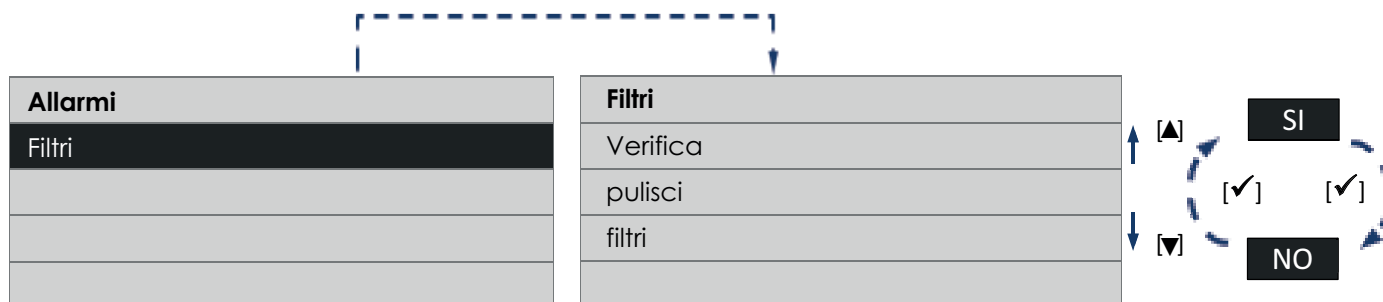 Allarmi
Filtri
Filtri
Verifica
pulisci
filtri
[▲]
[▼]
SI
[✓] [✓]
NO